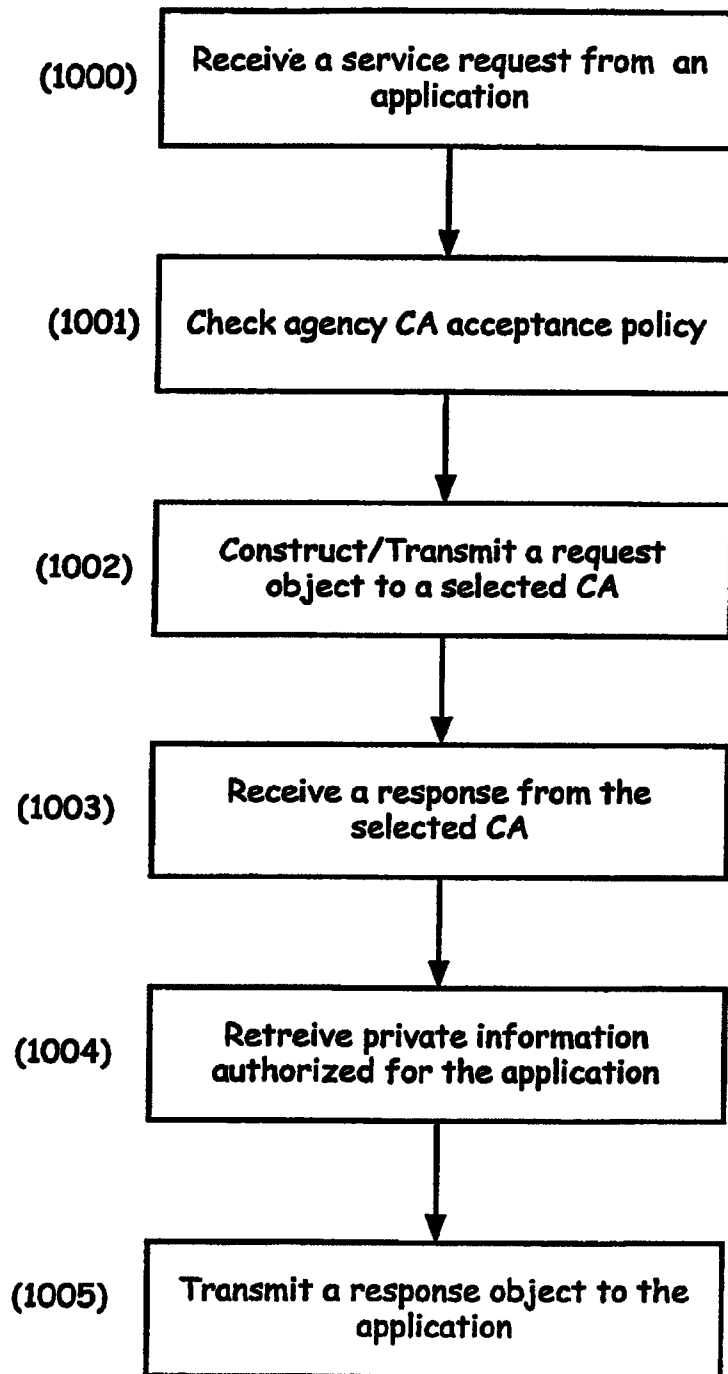 (1000)
Receive a service request from an
application
(1001)
Check agency CA acceptance policy
(1002)
Construct/Transmit a request
object to a selected CA
(1003)
Receive a response from the
selected CA
(1004)
Retreive private information
authorized for the application
(1005)
Transmit a response object to the
application